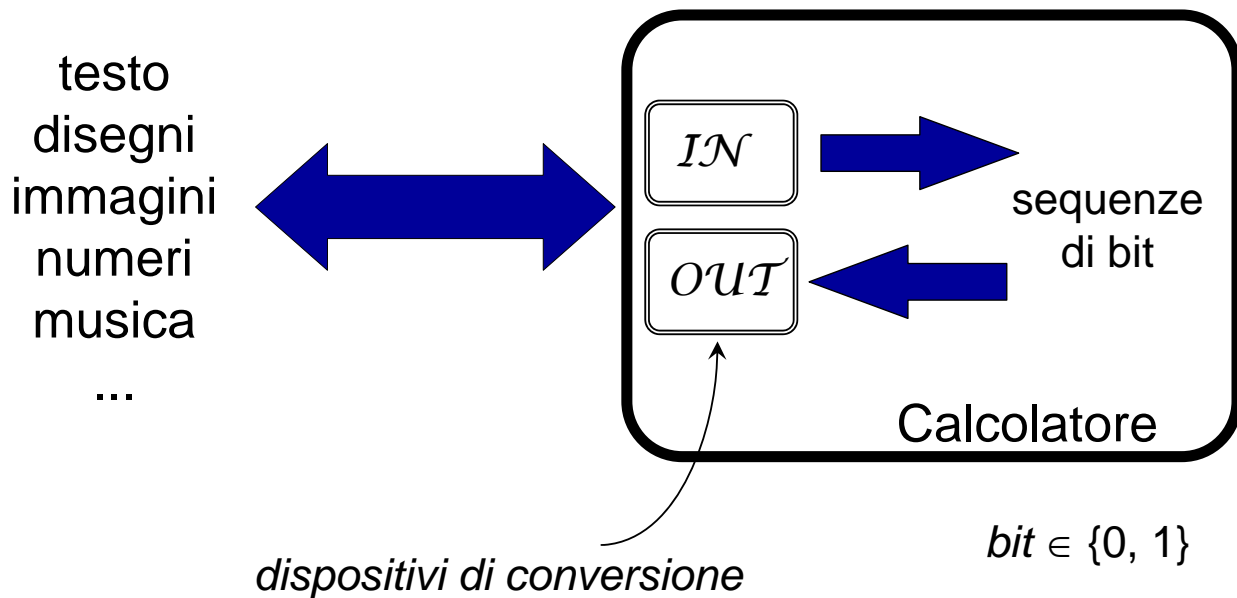 testo
disegni
immagini
numeri
musica
...
IN
OUT
sequenze
di bit
Calcolatore
dispositivi di conversione
bit ∈ {0, 1}